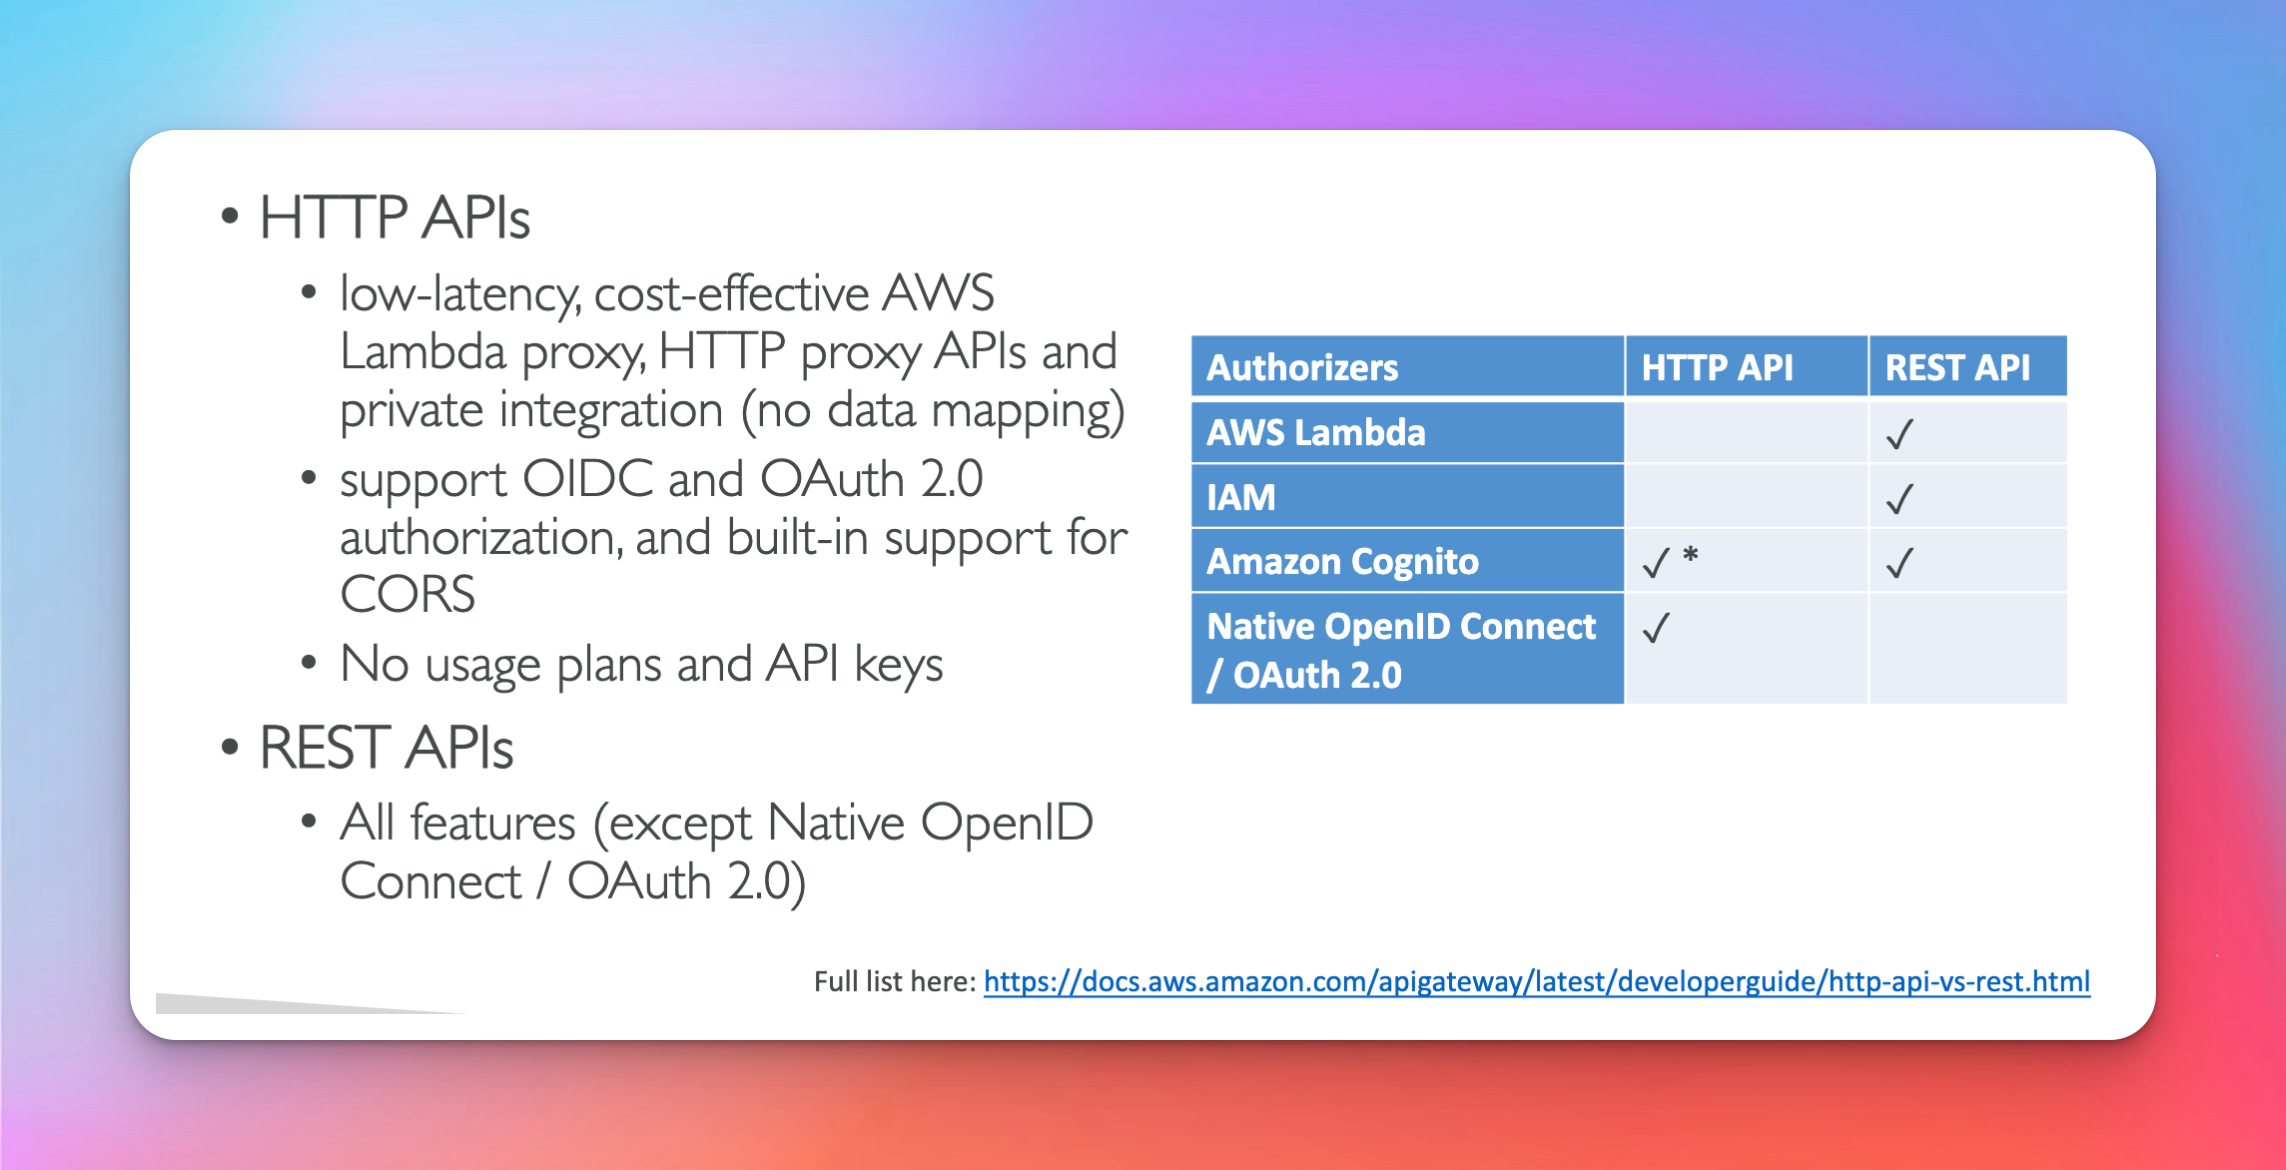 • HTTP APIs
• low-latency, cost-effective AWS
Lambda proxy, HTTP proxy APIs and
private integration (no data mapping)
• support OIDC and OAuth 2.0
authorization, and built-in support for
CORS
• No usage plans and API keys
• REST APIs
• All features (except Native OpenID
Connect / OAuth 2.0)
Authorizers HTTP API REST API
AWS Lambda ✓
IAM ✓
Amazon Cognito ✓ * ✓
Native OpenID Connect ✓
/ OAuth 2.0
Full list here: https://docs.aws.amazon.com/apigateway/latest/developerguide/http-api-vs-rest.html